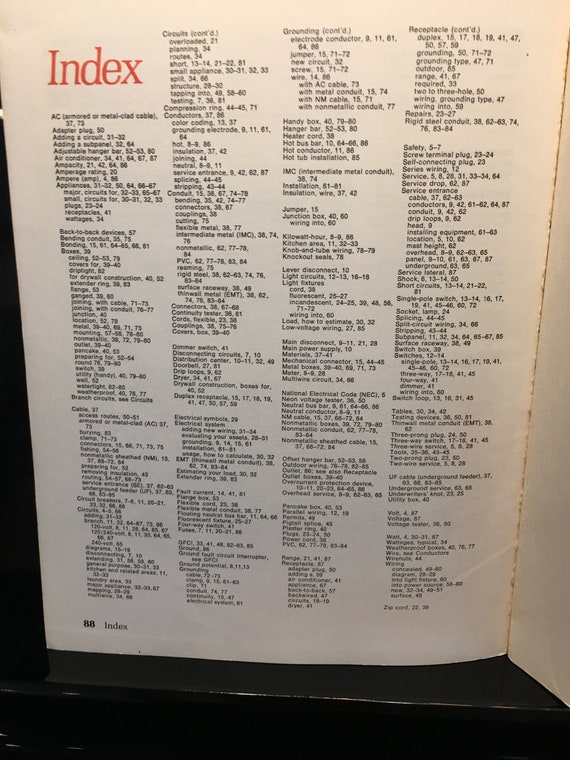 Index
AC (armored or metal-clad cable),
37, 73
Adapter plug, 50
Adding a circuit, 31–32
Adding a subpanel, 32, 64
Adjustable hanger bar, 52–53, 80
Air conditioner, 34, 41, 64, 67, 87
Ampacity, 21, 42, 64, 86
Amperage rating, 20
Ampere (amp), 4, 86
Appliances, 31–32, 50, 64, 66–67
major, circuits for, 32–33, 65–67
small, circuits for, 30–31, 32, 33
plugs, 23–24
receptacles, 41
wattages, 34
Back-to-back devices, 57
Bending conduit, 35, 75
Bonding, 15, 61, 64–65, 66, 81
Boxes, 39
ceiling, 52–53, 79
covers for, 39–40
driptight, 82
for drywall construction, 40, 52
extender ring, 39, 83
flange, 53
ganged, 39, 80
joining, with cable, 71–73
joining, with conduit, 76–77
junction, 40
location, 52, 78
metal, 39–40, 69, 71, 73
mounting, 57–56, 78–80
nonmetallic, 39, 72, 79–80
outlet, 39–40
pancake, 40, 53
preparing for, 52–54
round 76, 79–80
switch, 39
utility (handy), 40, 79–80
wall, 52
watertight, 82–85
weatherproof, 40, 76, 77
Branch circuits, see Circuits
Cable, 37
access routes, 50–61
armored or metal-clad (AC) 37,
73
burying, 83
clamp, 71–73
connectors, 15, 66, 71, 73, 75
fishing, 54–56
nonmetallic sheathed (NM), 15,
37, 66–72, 84
preparing for, 52
removing insulation, 43
routing, 54–57, 68–73
service entrance (SE), 37, 62–63
underground feeder (UF), 37, 63,
68, 83–85
Circuit breakers, 7–8, 11, 20–21,
33, 32, 66, 86
Circuits, 4–5, 86
adding, 31–32
branch, 11, 32, 64–67, 73, 86
120-volt, 8, 11, 38, 64, 65, 67
120/240-volt, 8, 11, 33, 64, 65,
66, 67
240-volt, 65
diagrams, 15–19
disconnecting, 7, 10
extending, 31, 58, 59, 60
general purpose, 30–31, 33
kitchen and related areas, 11,
32–33
laundry area, 33
major appliance, 32–33, 67
mapping, 28–29
multiwire, 34, 66
Circuits (cont'd.)
overloaded, 21
planning, 34
routes, 34
short, 13–14, 21–22, 81
small appliance, 30–31, 32, 33
split, 34, 66
structure, 28–30
tapping into, 49, 58–60
testing, 7, 36, 81
Compression ring, 44–45, 71
Conductors, 37, 86
color coding, 13, 37
grounding electrode, 9, 11, 61,
64
hot, 8–9, 86
insulation, 37, 42
joining, 44
neutral, 8–9, 11
service entrance, 9, 42, 62, 87
splicing, 44–45
stripping, 43–44
Conduit, 15, 38, 67, 74–78
bending, 35, 42, 74–77
connectors, 38, 67
couplings, 38
cutting, 75
flexible metal, 38, 77
intermediate metal (IMC), 38, 74,
76
nonmetallic, 62, 77–78,
84
PVC, 62, 77–78, 83, 84
reaming, 75
rigid steel, 38, 62–63, 74, 76,
83–84
surface raceway, 38, 49
thinwall metal (EMT), 38, 62,
74, 76, 83–84
Connectors, 38, 67–68
Continuity tester, 36, 81
Cords, flexible, 23, 38
Couplings, 38, 75–76
Covers, box, 39–40
Dimmer switch, 41
Disconnecting circuits, 7, 10
Distribution center, 10–11, 32, 49
Doorbell, 27, 81
Drip loops, 9, 62
Dryer, 34, 41, 67
Drywall construction, boxes for,
40, 52
Duplex receptacle, 15, 17, 18, 19,
41, 47, 50, 57, 59
Electrical symbols, 29
Electrical system
adding new wiring, 31–34
evaluating your assets, 28–31
grounding, 9, 14, 15, 61
installation, 61–81
usage, how to calculate, 30, 32
EMT (thinwall metal conduit), 38,
62, 74, 83–84
Estimating your load, 30, 32
Extender ring, 39, 83
Fault current, 14, 41, 81
Flange box, 53
Flexible cord, 23, 38
Flexible metal conduit, 38, 77
Floating neutral bus bar, 11, 64, 66
Fluorescent fixture, 25–27
Four-way switch, 41
Fuses, 7, 11, 20–21, 66
GFCI, 33, 41, 48, 82–83, 65, 86
Ground, 86
Ground fault circuit interrupter,
see GFCI
Ground potential, 8,11,13
Grounding
cable,72–73
clamp, 9, 15, 61–63
clip, 71
conduit, 74, 77
continuity, 15, 47
electrical system, 61
Grounding (cont'd.)
electrode conductor, 9, 11, 61,
64, 86
jumper, 15, 71–72
new circuit, 32
screw, 15, 71–72
wire, 14, 86
with AC cable, 73
with metal conduit, 15, 74
with NM cable, 15, 71
with nonmetallic conduit, 77
Handy box, 40, 79–80
Hanger bar, 52–53, 80
Heater cord, 38
Hot bus bar, 10, 64–66, 86
Hot conductor, 11, 86
Hot tub installation, 85
IMC (intermediate metal conduit),
38, 74
Installation, 61–81
Insulation, wire, 37, 42
Jumper, 15
Junction box, 40, 60
wiring into, 60
Kilowatt-hour, 8–9, 86
Kitchen area, 11, 32–33
Knob-and-tube wiring, 78–79
Knockout seals, 78
Lever disconnect, 10
Light circuits, 12–13, 16–18
Light fixtures
cord, 38
fluorescent, 25–27
incandescent, 24–25, 39, 48, 56,
71–72
wiring into, 60
Load, how to estimate, 30, 32
Low-voltage wiring, 27, 85
Main disconnect, 9–11, 21, 28
Main power supply, 10
Materials, 37–41
Mechanical connector, 15, 44–45
Metal boxes, 39–40, 69, 71, 73
Meter, 8–9, 28
Multiwire circuit, 34, 66
National Electrical Code (NEC), 5
Neon voltage tester, 36, 50
Neutral bus bar, 9, 61, 64–66, 86
Neutral conductor, 8–9, 11
NM cable, 15, 37, 68–72, 84
Nonmetallic boxes, 39, 72, 79–80
Nonmetallic conduit, 62, 77–78,
83–84
Nonmetallic sheathed cable, 15,
37, 68–72, 84
Offset hanger bar, 52–53, 58
Outdoor wiring, 76–78, 82–85
Outlet, 86; see also Receptacle
Outlet boxes, 39–40
Overcurrent protection device,
10–11, 20, 20–22, 64–65, 86
Overhead service, 8–9, 62–63, 65
Pancake box, 40, 53
Parallel wiring, 12, 19
Permits, 49
Pigtail splice, 45
Plaster ring, 40
Plugs, 23–24, 50
Power cord, 38
PVC, 62, 77–78, 83, 84
Range, 21, 41, 87
Receptacle, 67
adapter plug, 50
adding a, 59
air conditioner, 41
appliance, 67
back-to-back, 57
backwired, 47
circuits, 18–19
dryer, 41
Receptacle (cont'd.)
duplex, 15, 17, 18, 19, 41, 47,
50, 57, 59
grounding, 50, 71–77
grounding type, 47
outdoor, 85
range, 41, 67
required, 33
two to three-hole, 50
wiring, grounding type, 47
wiring into, 59
Repairs, 23–27
Rigid steel conduit, 38, 62–63, 74,
76, 83–84
Safety, 5–7
Screw terminal plug, 23–24
Self-connecting plug, 23
Series wiring, 12
Service, 5, 8, 28, 31, 33–34, 64
Service drop, 62, 87
Service entrance
cable, 37, 62–63
conductors, 9, 42, 61–62, 64, 87
conduit, 9, 42, 62
drip loops, 9, 62
head, 9
installing equipment, 61–63
location, 5, 10, 62
mast height, 62
overhead, 8–9, 62–63, 65
panel, 9–10, 61, 63, 67, 87
underground,63, 65
Service lateral, 87
Shock, 6, 13–14, 50
Short circuits, 13–14, 21–22,
81
Single-pole switch, 13–14, 16, 17,
19, 41, 45–46, 60, 72
Socket, lamp, 24
Splicing, 44–45
Split-circuit wiring, 34, 66
Stripping, 43–44
Subpanel, 11, 32, 34, 64, 65–67, 87
Surface raceway, 38, 49
Switch box, 39
Switches, 12–14
single-pole, 13–14, 16, 17, 19, 41,
45–46, 60, 72
three-way, 17–18, 41, 45
four-way, 41
dimmer, 41
wiring into, 60
Switch loop, 13, 16, 31, 45
Tables, 30, 34, 42
Testing devices, 36, 50, 81
Thinwall metal conduit (EMT), 38,
62
Three-prong plug, 24, 50
Three-way switch, 17–18, 41, 45
Three-wire service, 5, 8, 28
Tools, 35–36, 43–45
Two-prong plug, 23, 50
Two-wire service, 5, 8, 28
UF cable (underground feeder), 37,
63, 68, 83–85
Underground service, 63, 65
Underwriters' knot, 23, 25
Utility box, 40
Volt, 4, 87
Voltage, 87
Voltage tester, 36, 50
Watt, 4, 30–31, 87
Wattages, typical, 34
Weatherproof boxes, 40, 76, 77
Wire, see Conductors
Wirenuts, 44
Wiring
concealed, 49–60
diagram, 28–29
into light fixture, 60
into power source, 58–60
new, 32–34, 49–51
surface, 49
Zip cord, 22, 38
88 Index